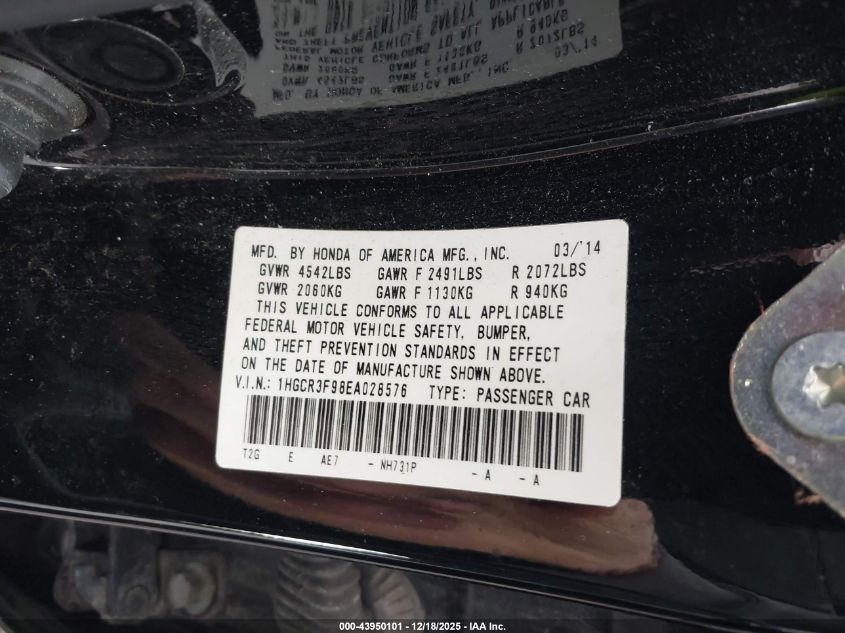 MFD. BY HONDA OF AMERICA MFG., INC. 03/'14
GVWR 4542LBS GAWR F 2491LBS R 2072LBS
GVWR 2060KG GAWR F 1130KG R 940KG
THIS VEHICLE CONFORMS TO ALL APPLICABLE
FEDERAL MOTOR VEHICLE SAFETY, BUMPER,
AND THEFT PREVENTION STANDARDS IN EFFECT
ON THE DATE OF MANUFACTURE SHOWN ABOVE.
V.I.N.: 1HGCR3F98EA028576 TYPE: PASSENGER CAR
T2G E AE7 - NH731P - A - A
000-43950101 - 12/18/2025 - IAA Inc.